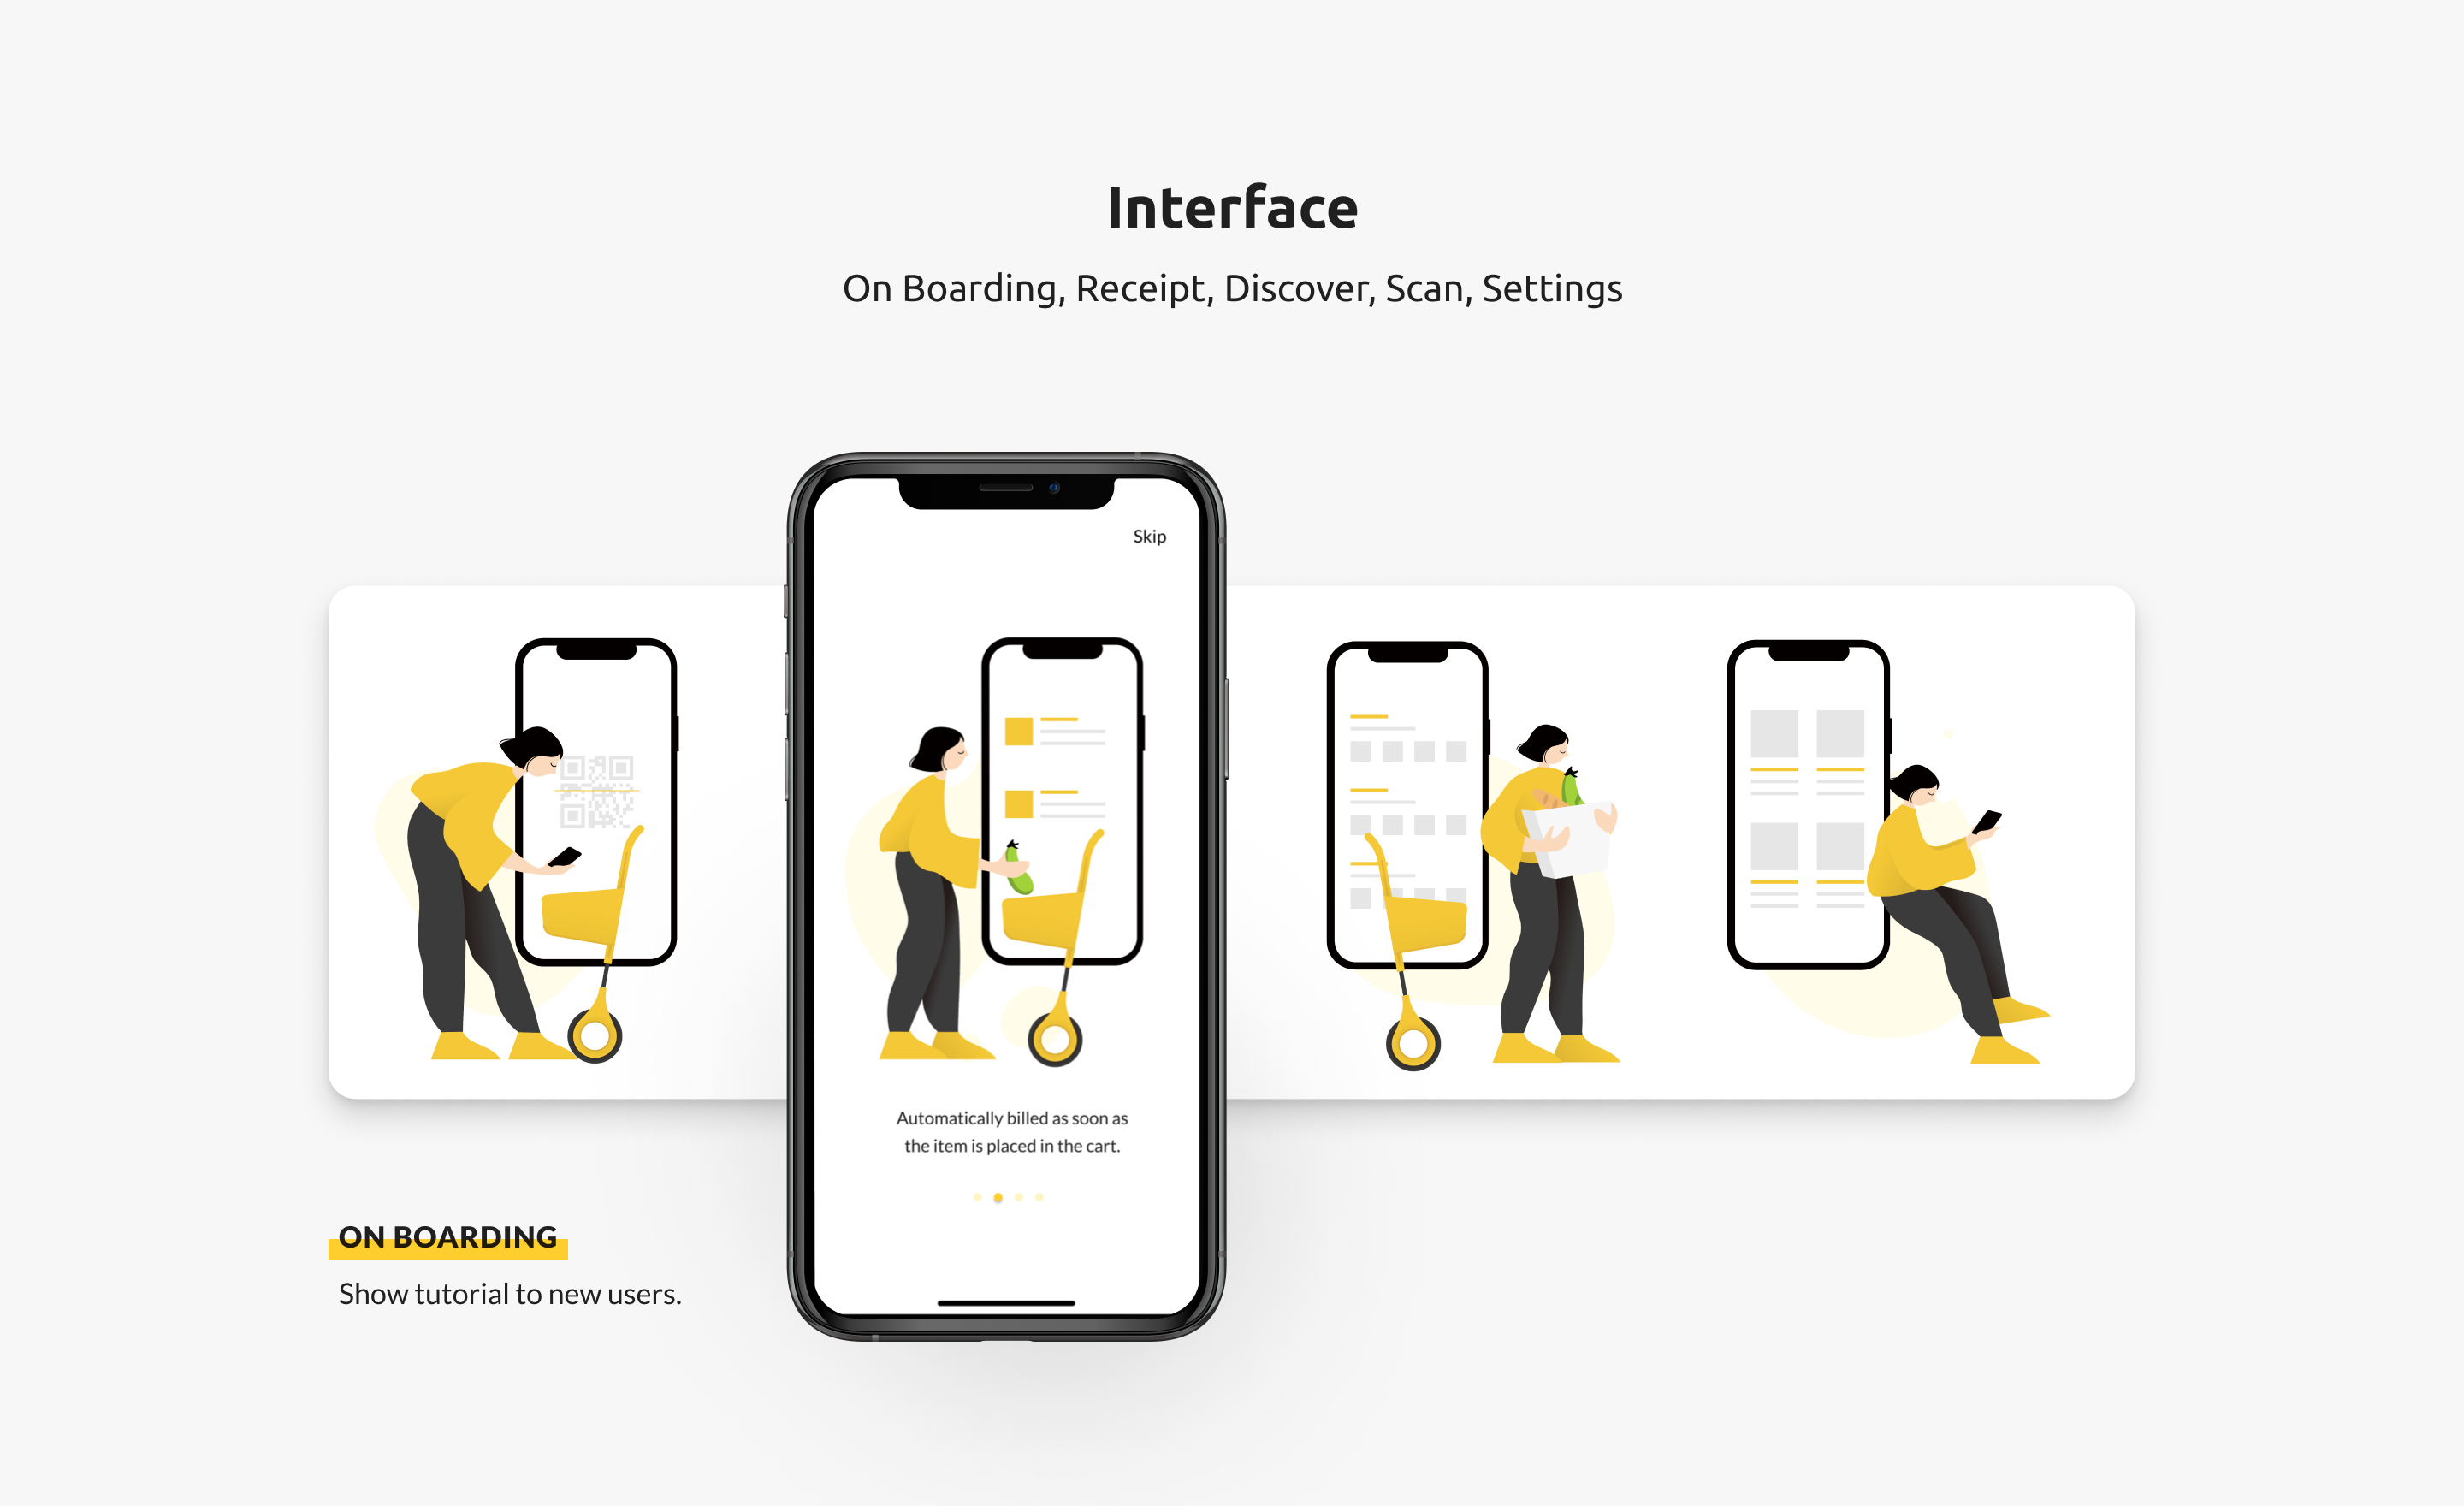 Interface
On Boarding, Receipt, Discover, Scan, Settings
Skip
Automatically billed as soon as
the item is placed in the cart.
ON BOARDING
Show tutorial to new users.